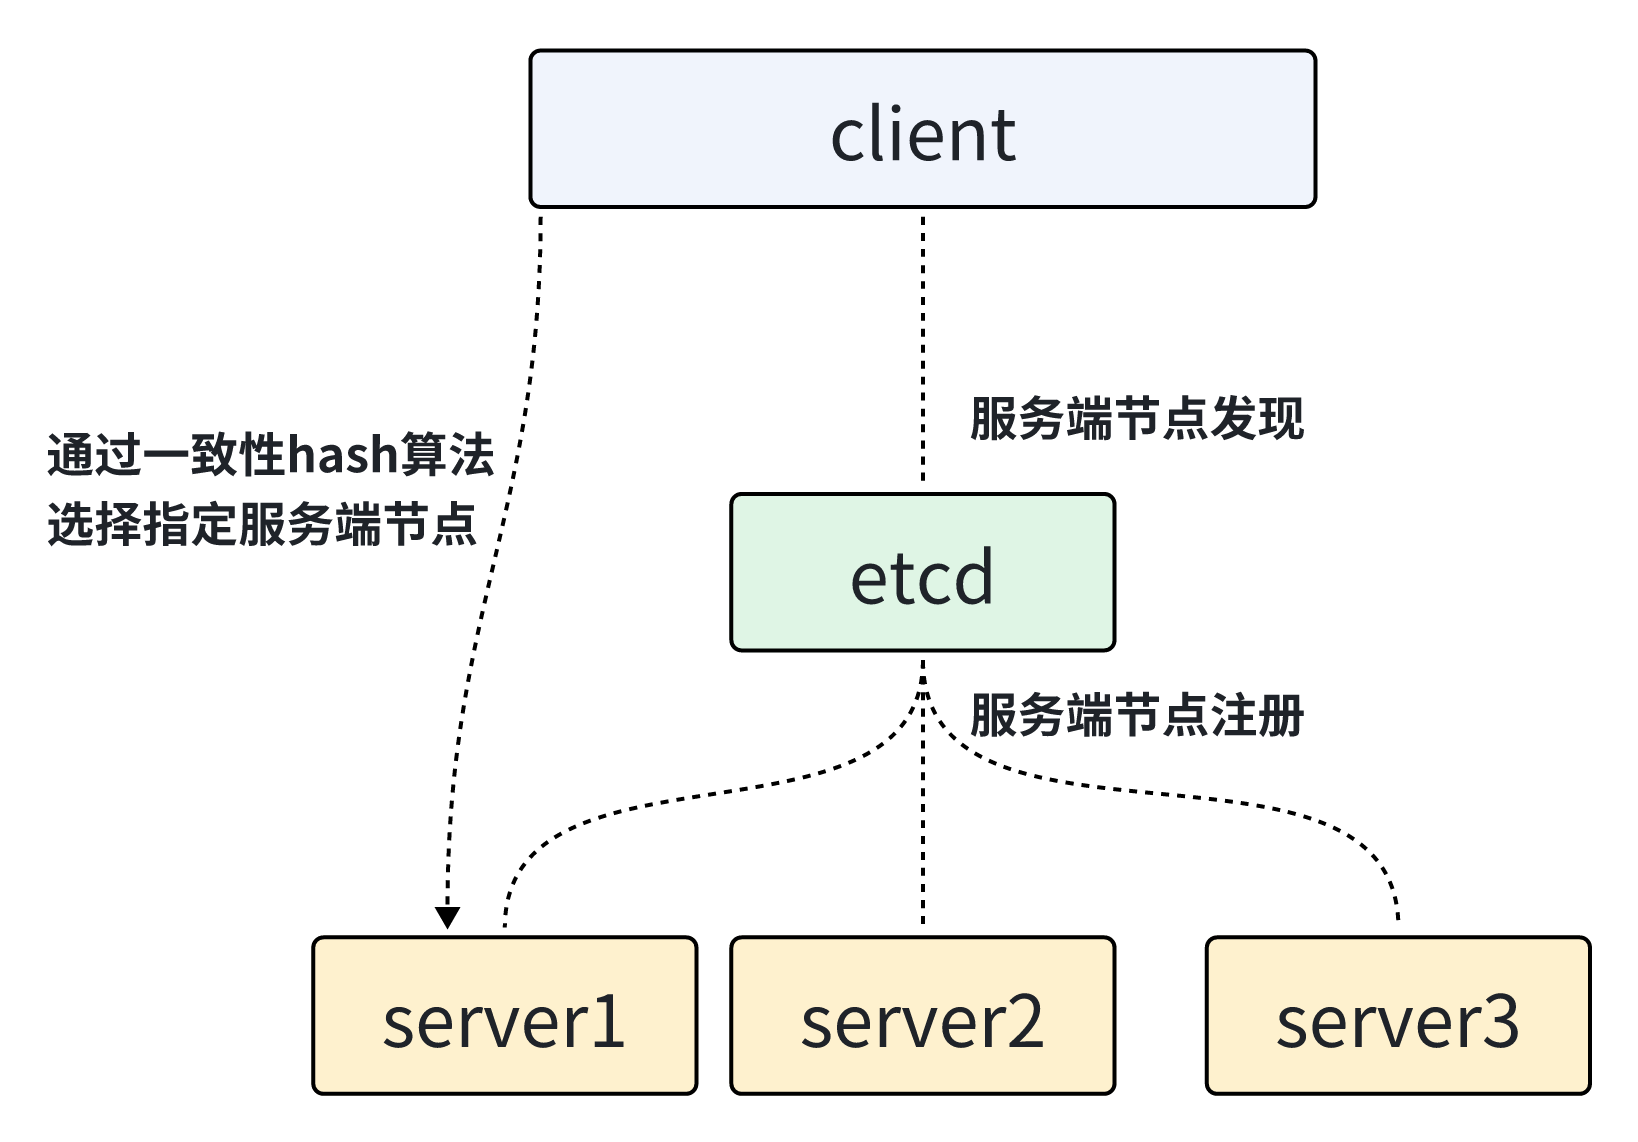 client
服务端节点发现
通过一致性hash算法
选择指定服务端节点
etcd
服务端节点注册
server1
server2
server3